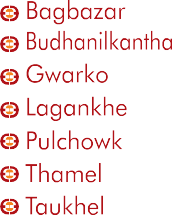 Bagbazar
Budhanilkantha
Gwarko
Lagankhe
Pulchowk
Thamel
Taukhel